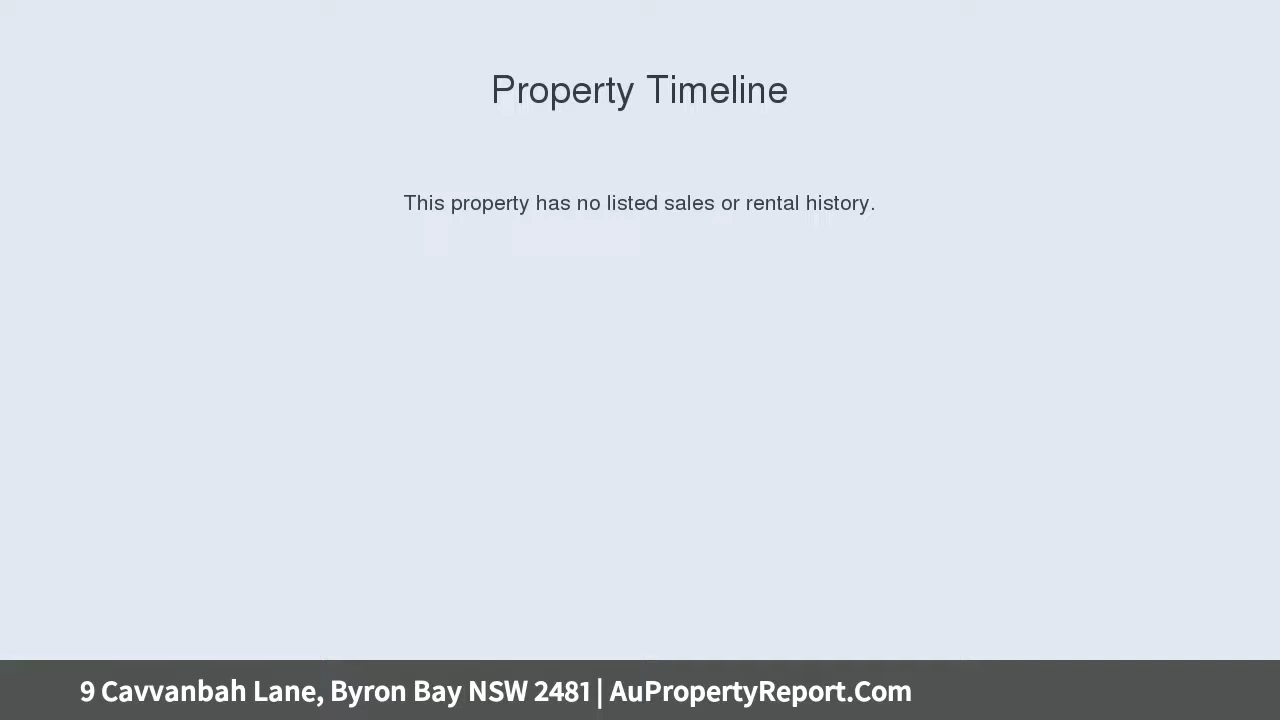 Property Timeline
This property has no listed sales or rental history.
9 Cavvanbah Lane, Byron Bay NSW 2481 | AuPropertyReport.Com